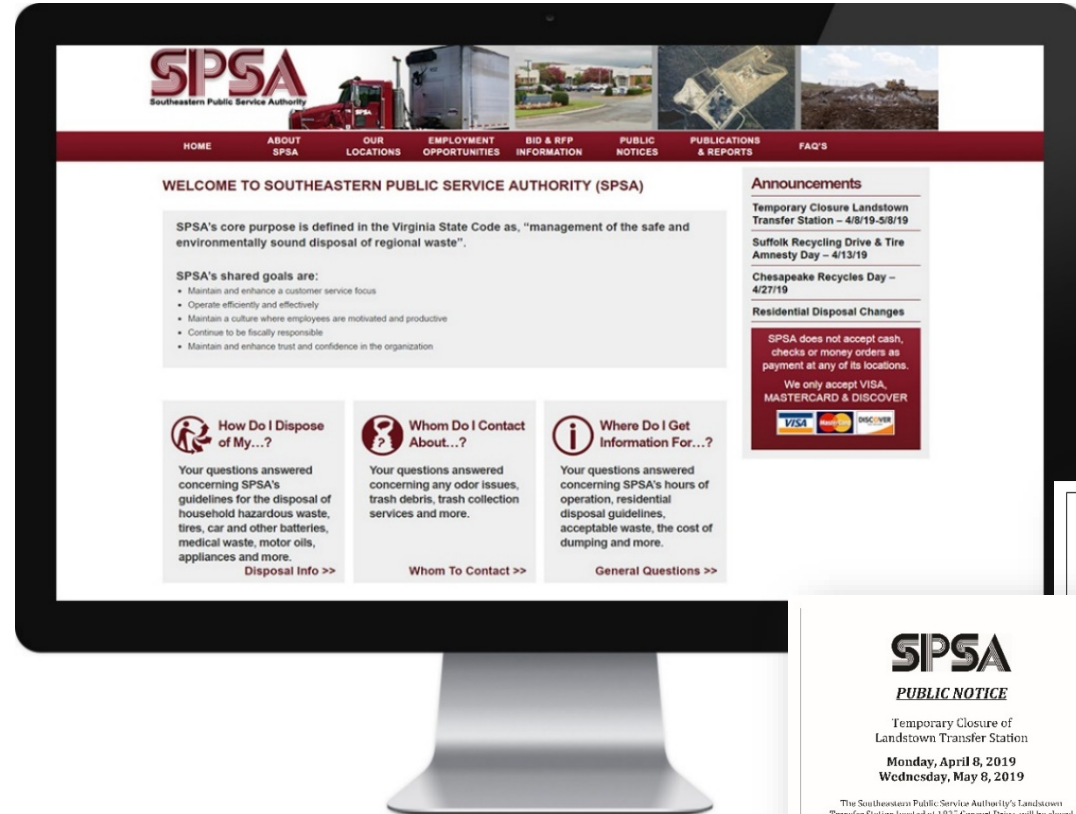 SPSA
Southeastern Public Service Authority
SPSA
HOME
ABOUT
SPSA
OUR
LOCATIONS
EMPLOYMENT
OPPORTUNITIES
BID & RFP
INFORMATION
PUBLIC
NOTICES
PUBLICATIONS
& REPORTS
FAQ'S
WELCOME TO SOUTHEASTERN PUBLIC SERVICE AUTHORITY (SPSA)
SPSA's core purpose is defined in the Virginia State Code as, "management of the safe and
environmentally sound disposal of regional waste".
SPSA's shared goals are:
• Maintain and enhance a customer service focus
• Operate efficiently and effectively
• Maintain a culture where employees are motivated and productive
• Continue to be fiscally responsible
• Maintain and enhance trust and confidence in the organization
How Do I Dispose
of My...?
Your questions answered
concerning SPSA's
guidelines for the disposal of
household hazardous waste,
tires, car and other batteries,
medical waste, motor oils,
appliances and more.
Disposal Info >>
Whom Do I Contact
About...?
Your questions answered
concerning any odor issues,
trash debris, trash collection
services and more.
Whom To Contact >>
Where Do I Get
Information For...?
Your questions answered
concerning SPSA's hours of
operation, residential
disposal guidelines,
acceptable waste, the cost of
dumping and more.
General Questions >>
Announcements
Temporary Closure Landstown
Transfer Station – 4/8/19-5/8/19
Suffolk Recycling Drive & Tire
Amnesty Day – 4/13/19
Chesapeake Recycles Day –
4/27/19
Residential Disposal Changes
SPSA does not accept cash,
checks or money orders as
payment at any of its locations.
We only accept VISA,
MASTERCARD & DISCOVER
VISA
MasterCard
DISCOVER
SPSA
PUBLIC NOTICE
Temporary Closure of
Landstown Transfer Station
Monday, April 8, 2019
Wednesday, May 8, 2019
The Southeastern Public Service Authority's Landstown